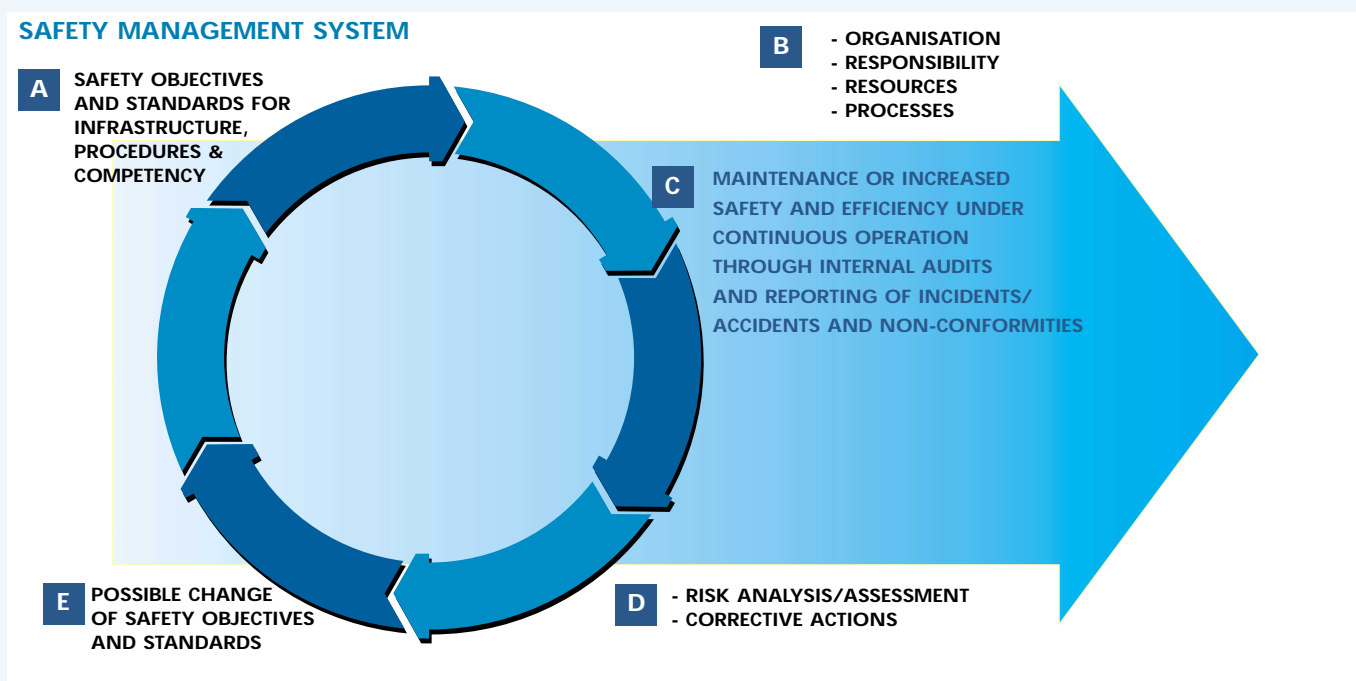 SAFETY MANAGEMENT SYSTEM
A
SAFETY OBJECTIVES
AND STANDARDS FOR
INFRASTRUCTURE,
PROCEDURES &
COMPETENCY
B
- ORGANISATION
- RESPONSIBILITY
- RESOURCES
- PROCESSES
C
MAINTENANCE OR INCREASED
SAFETY AND EFFICIENCY UNDER
CONTINUOUS OPERATION
THROUGH INTERNAL AUDITS
AND REPORTING OF INCIDENTS/
ACCIDENTS AND NON-CONFORMITIES
D
- RISK ANALYSIS/ASSESSMENT
- CORRECTIVE ACTIONS
E
POSSIBLE CHANGE
OF SAFETY OBJECTIVES
AND STANDARDS